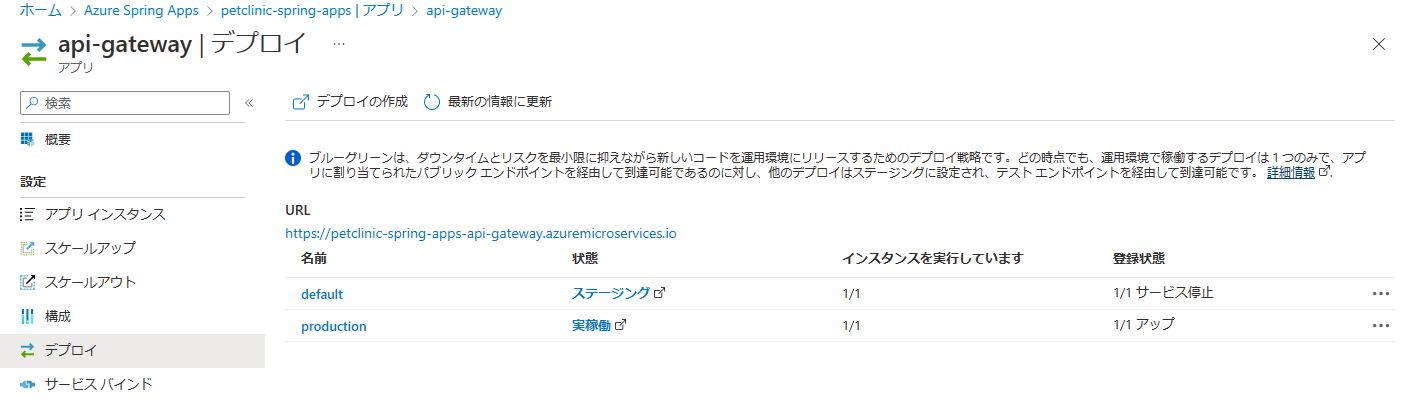 ホーム > Azure Spring Apps > petclinic-spring-apps | アプリ > api-gateway
api-gateway | デプロイ ...
アプリ
検索 «
デプロイの作成 最新の情報に更新
概要
ブルーグリーンは、ダウンタイムとリスクを最小限に抑えながら新しいコードを運用環境にリリースするためのデプロイ戦略です。どの時点でも、運用環境で稼働するデプロイは 1 つのみで、アプ
リに割り当てられたパブリック エンドポイントを経由して到達可能であるのに対し、他のデプロイはステージングに設定され、テスト エンドポイントを経由して到達可能です。 詳細情報.
設定
URL
アプリ インスタンス
https://petclinic-spring-apps-api-gateway.azuremicroservices.io
スケールアップ
名前 状態 インスタンスを実行しています 登録状態
スケールアウト
default ステージング 1/1 1/1 サービス停止 ...
構成
production 実稼働 1/1 1/1 アップ ...
デプロイ
サービス バインド